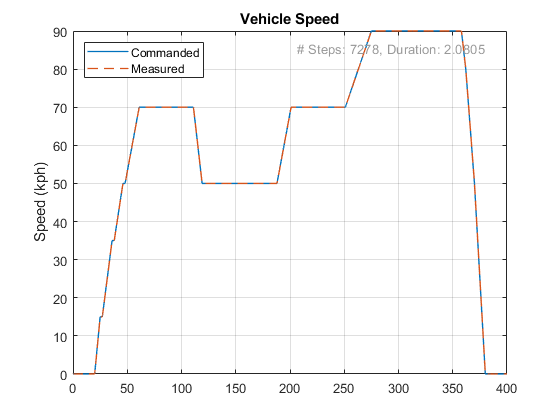 Vehicle Speed
Commanded
Measured
# Steps: 7278, Duration: 2.0805
Speed (kph)
90
80
70
60
50
40
30
20
10
0
0 50 100 150 200 250 300 350 400